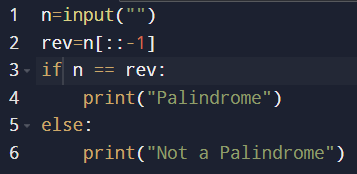 1 n=input("")
2 rev=n[::-1]
3 if n == rev:
4     print("Palindrome")
5 else:
6     print("Not a Palindrome")